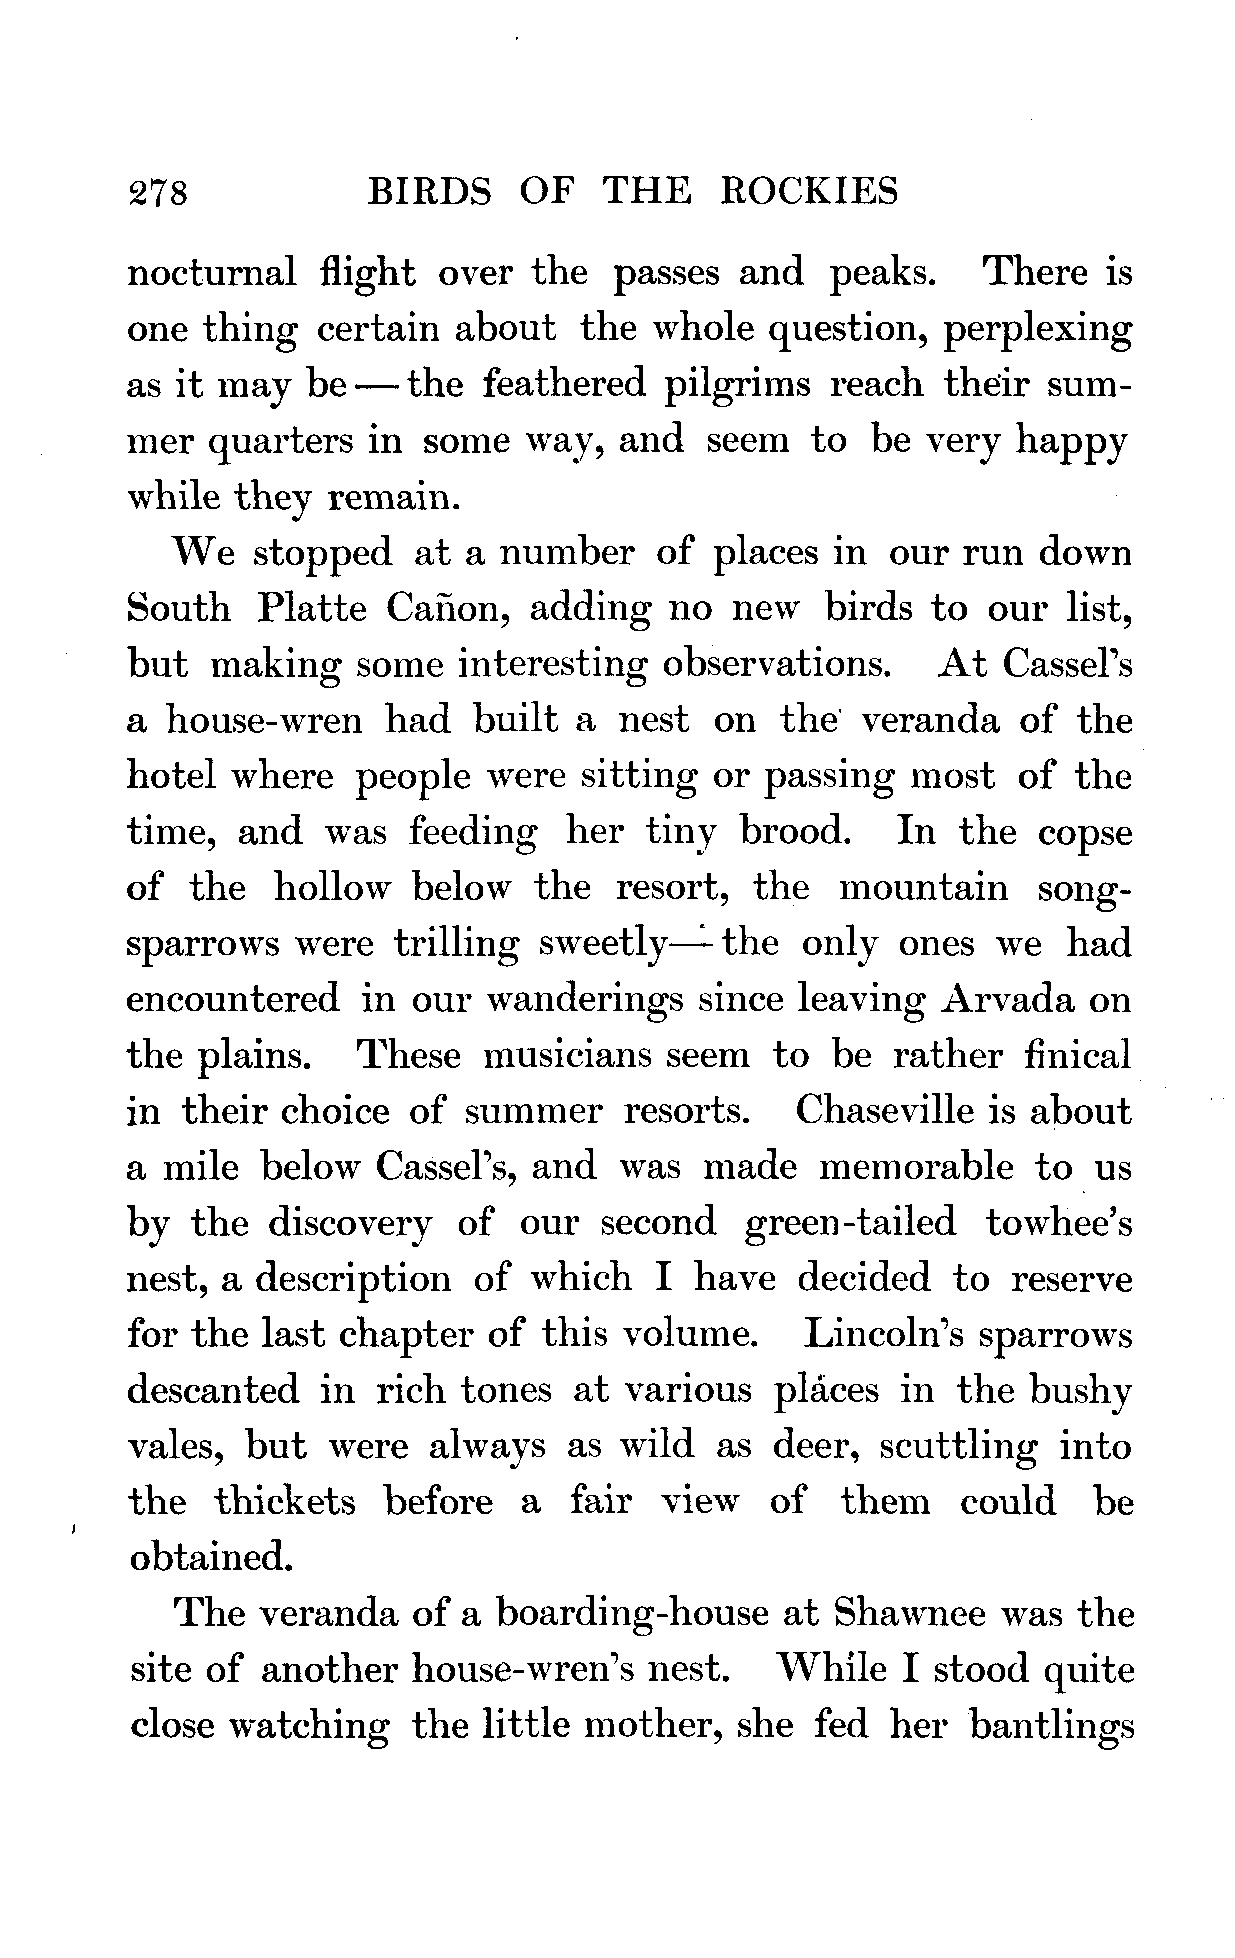 278 BIRDS OF THE ROCKIES
nocturnal flight over the passes and peaks. There is
one thing certain about the whole question, perplexing
as it may be — the feathered pilgrims reach their sum-
mer quarters in some way, and seem to be very happy
while they remain.
We stopped at a number of places in our run down
South Platte Cañon, adding no new birds to our list,
but making some interesting observations. At Cassel's
a house-wren had built a nest on the veranda of the
hotel where people were sitting or passing most of the
time, and was feeding her tiny brood. In the copse
of the hollow below the resort, the mountain song-
sparrows were trilling sweetly — the only ones we had
encountered in our wanderings since leaving Arvada on
the plains. These musicians seem to be rather finical
in their choice of summer resorts. Chaseville is about
a mile below Cassel's, and was made memorable to us
by the discovery of our second green-tailed towhee's
nest, a description of which I have decided to reserve
for the last chapter of this volume. Lincoln's sparrows
descanted in rich tones at various places in the bushy
vales, but were always as wild as deer, scuttling into
the thickets before a fair view of them could be
obtained.
The veranda of a boarding-house at Shawnee was the
site of another house-wren's nest. While I stood quite
close watching the little mother, she fed her bantlings